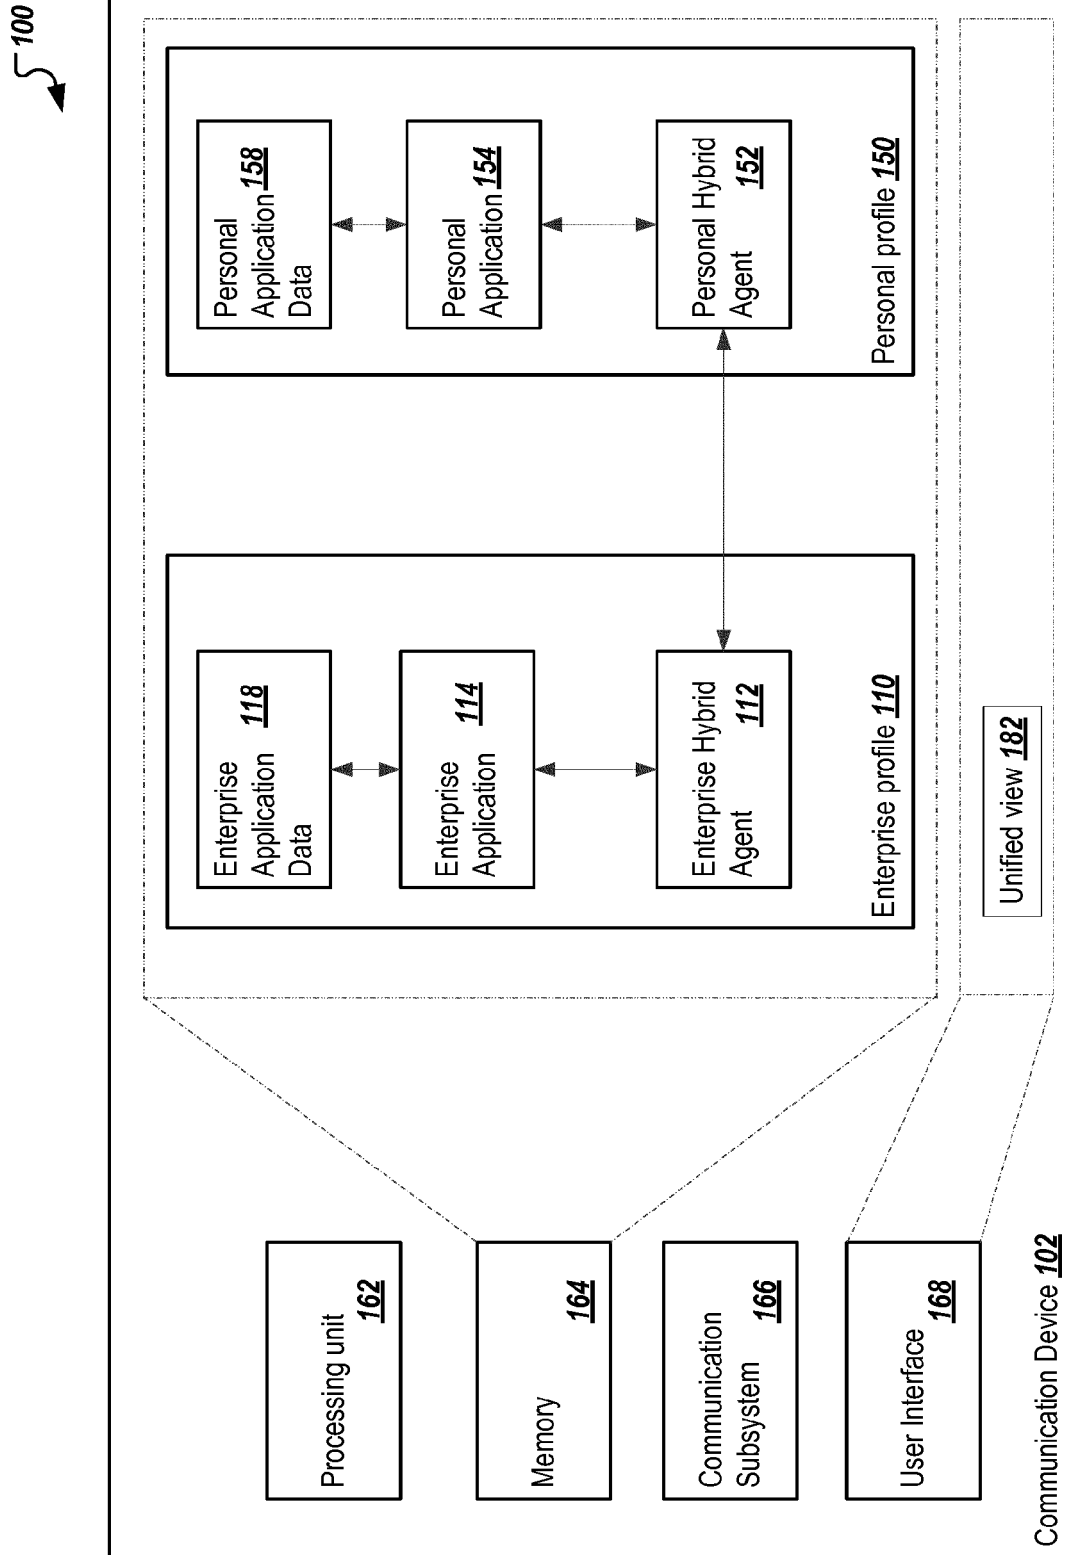 100
Processing unit
162
Memory
164
Communication
Subsystem
166
User Interface
168
Communication Device 102
Enterprise
Application
Data
118
Enterprise
Application
114
Enterprise Hybrid
Agent
112
Enterprise profile 110
Personal
Application
Data
158
Personal
Application
154
Personal Hybrid
Agent
152
Personal profile 150
Unified view 182